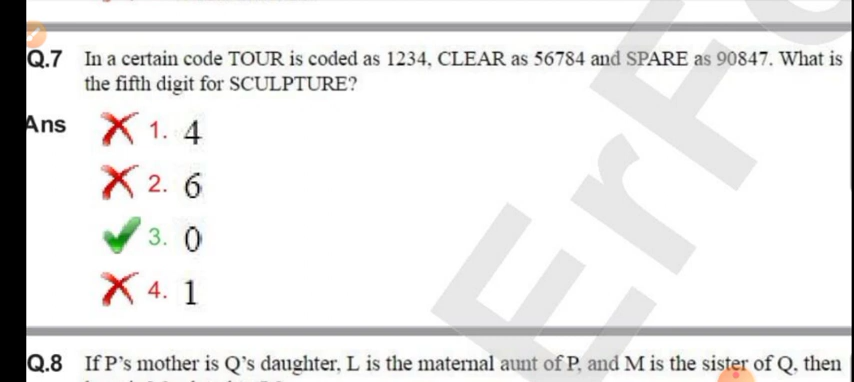 Q.7 In a certain code TOUR is coded as 1234, CLEAR as 56784 and SPARE as 90847. What is
the fifth digit for SCULPTURE?
Ans 1. 4
2. 6
3. 0
4. 1
Q.8 If P's mother is Q's daughter, L is the maternal aunt of P, and M is the sister of Q, then